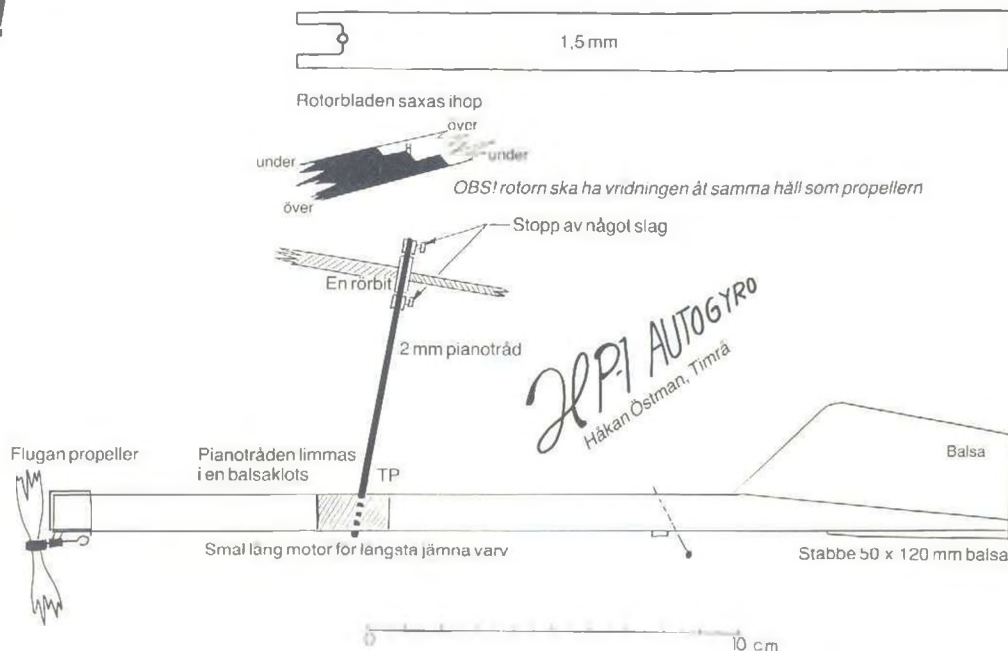 1,5 mm
Rotorbladen saxas ihop
över
under
under
över
OBS! rotorn ska ha vridningen åt samma håll som propellern
Stopp av något slag
En rörbit
2 mm pianotråd
HP-1 AUTOGYRO
Håkan Östman, Timrå
Flugan propeller
Pianotråden limmas
i en balsaklots
TP
Balsa
Smal lång motor för längsta jämna varv
Stabbe 50 x 120 mm balsa
0
10 cm